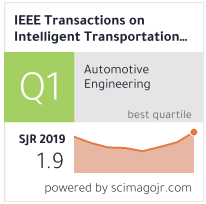 IEEE Transactions on
Intelligent Transportation...
Q1
Automotive
Engineering
best quartile
SJR 2019
1.9
powered by scimagojr.com